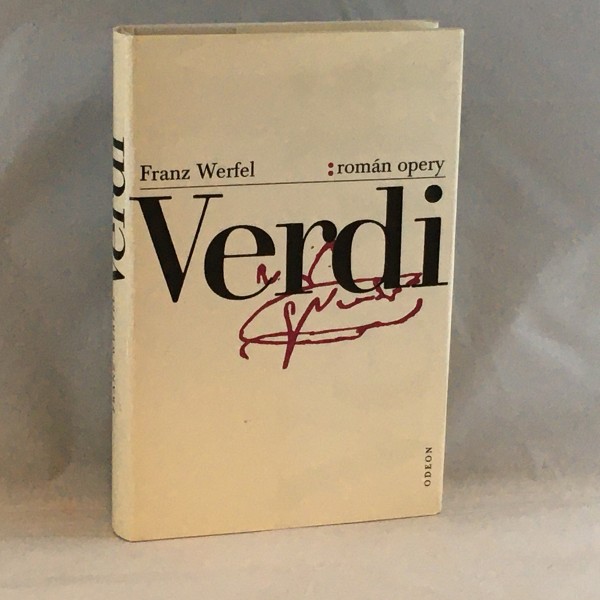 Franz Werfel :román opery
Verdi
ODEON
Verdi